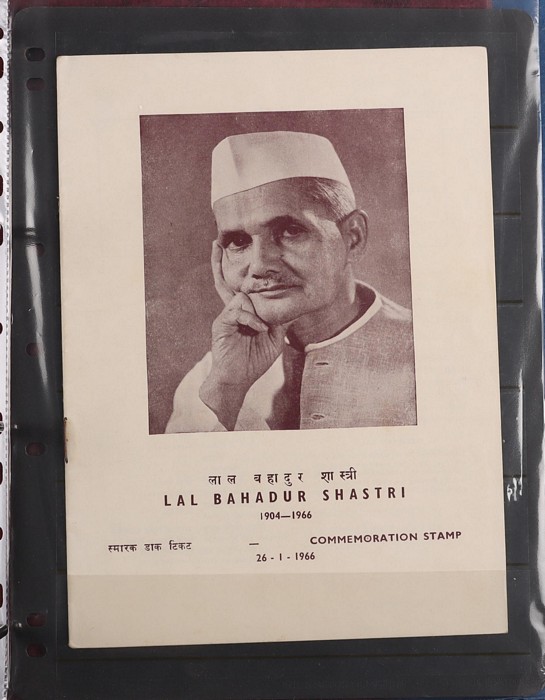 लाल बहादुर शास्त्री
LAL BAHADUR SHASTRI
1904—1966
स्मारक डाक टिकट — COMMEMORATION STAMP
26 - 1 - 1966